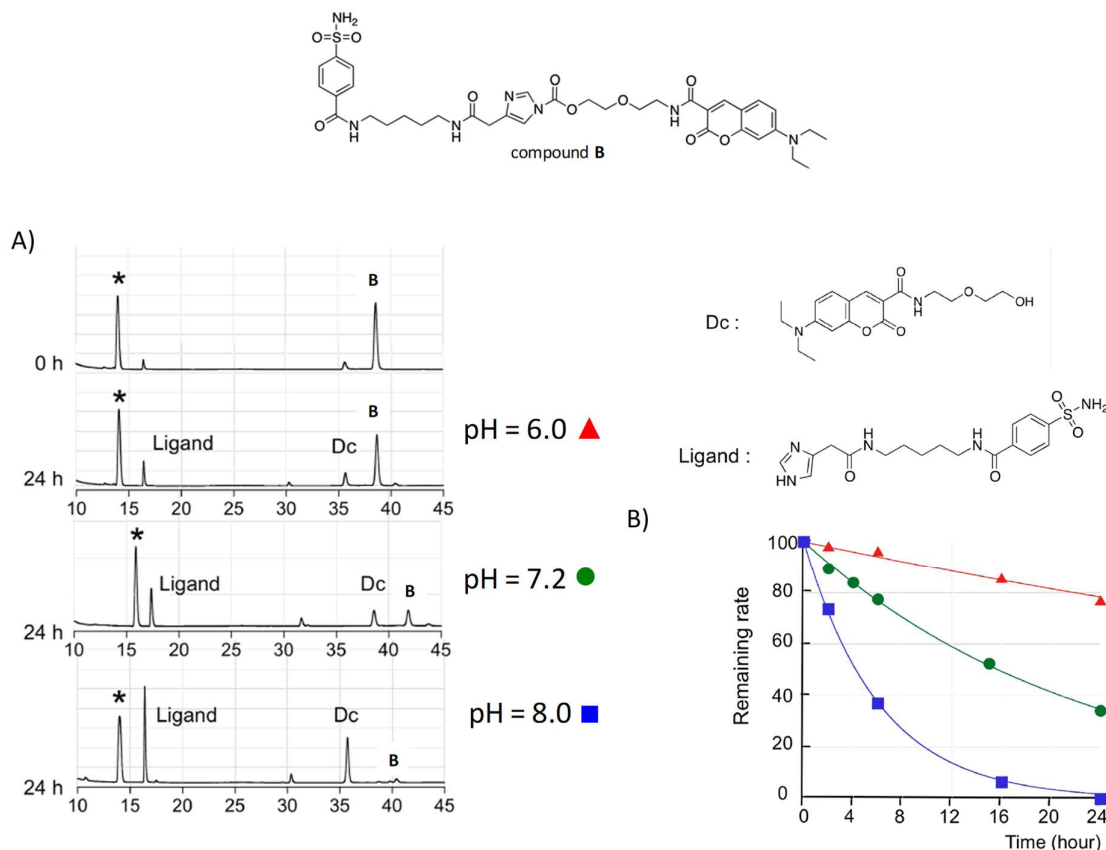 NH₂
O=S=O
O
N
H
O
N
H
N
N
O
O
O
O
N
H
O
O
O
N
compound B
A)
*
B
0 h
*
B
Ligand
Dc
24 h
10 15 20 25 30 35 40 45
pH = 6.0
*
Ligand
Dc
B
24 h
10 15 20 25 30 35 40 45
pH = 7.2
*
Ligand
Dc
B
24 h
10 15 20 25 30 35 40 45
pH = 8.0
Dc :
O
N
H
O
OH
N
O
O
Ligand :
N
HN
O
H
N
H
N
O
O
S
NH₂
O
B)
Remaining rate
100
80
60
40
20
0
0 4 8 12 16 20 24
Time (hour)